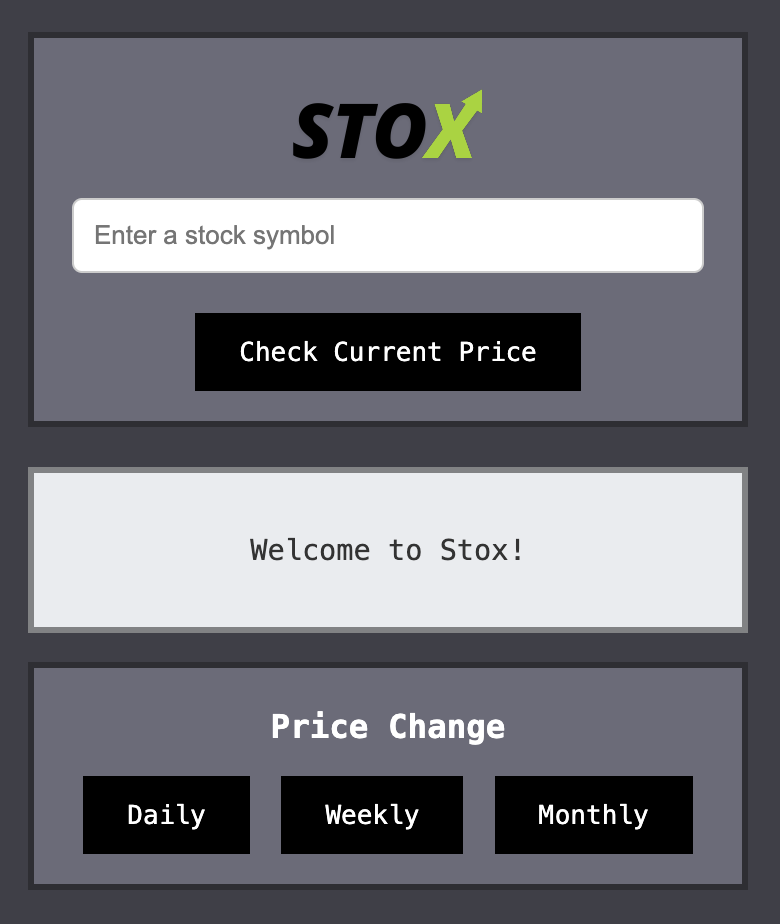 STOX
Enter a stock symbol
Check Current Price
Welcome to Stox!
Price Change
Daily Weekly Monthly